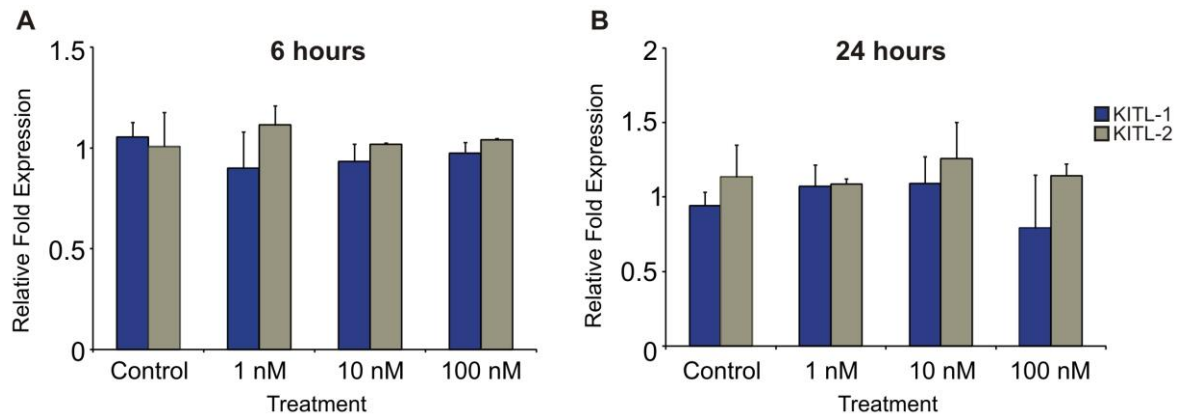 A
6 hours
Relative Fold Expression
1.5
1
0.5
0
Control 1 nM 10 nM 100 nM
Treatment
B
24 hours
Relative Fold Expression
2
1.5
1
0.5
0
Control 1 nM 10 nM 100 nM
Treatment
KITL-1
KITL-2